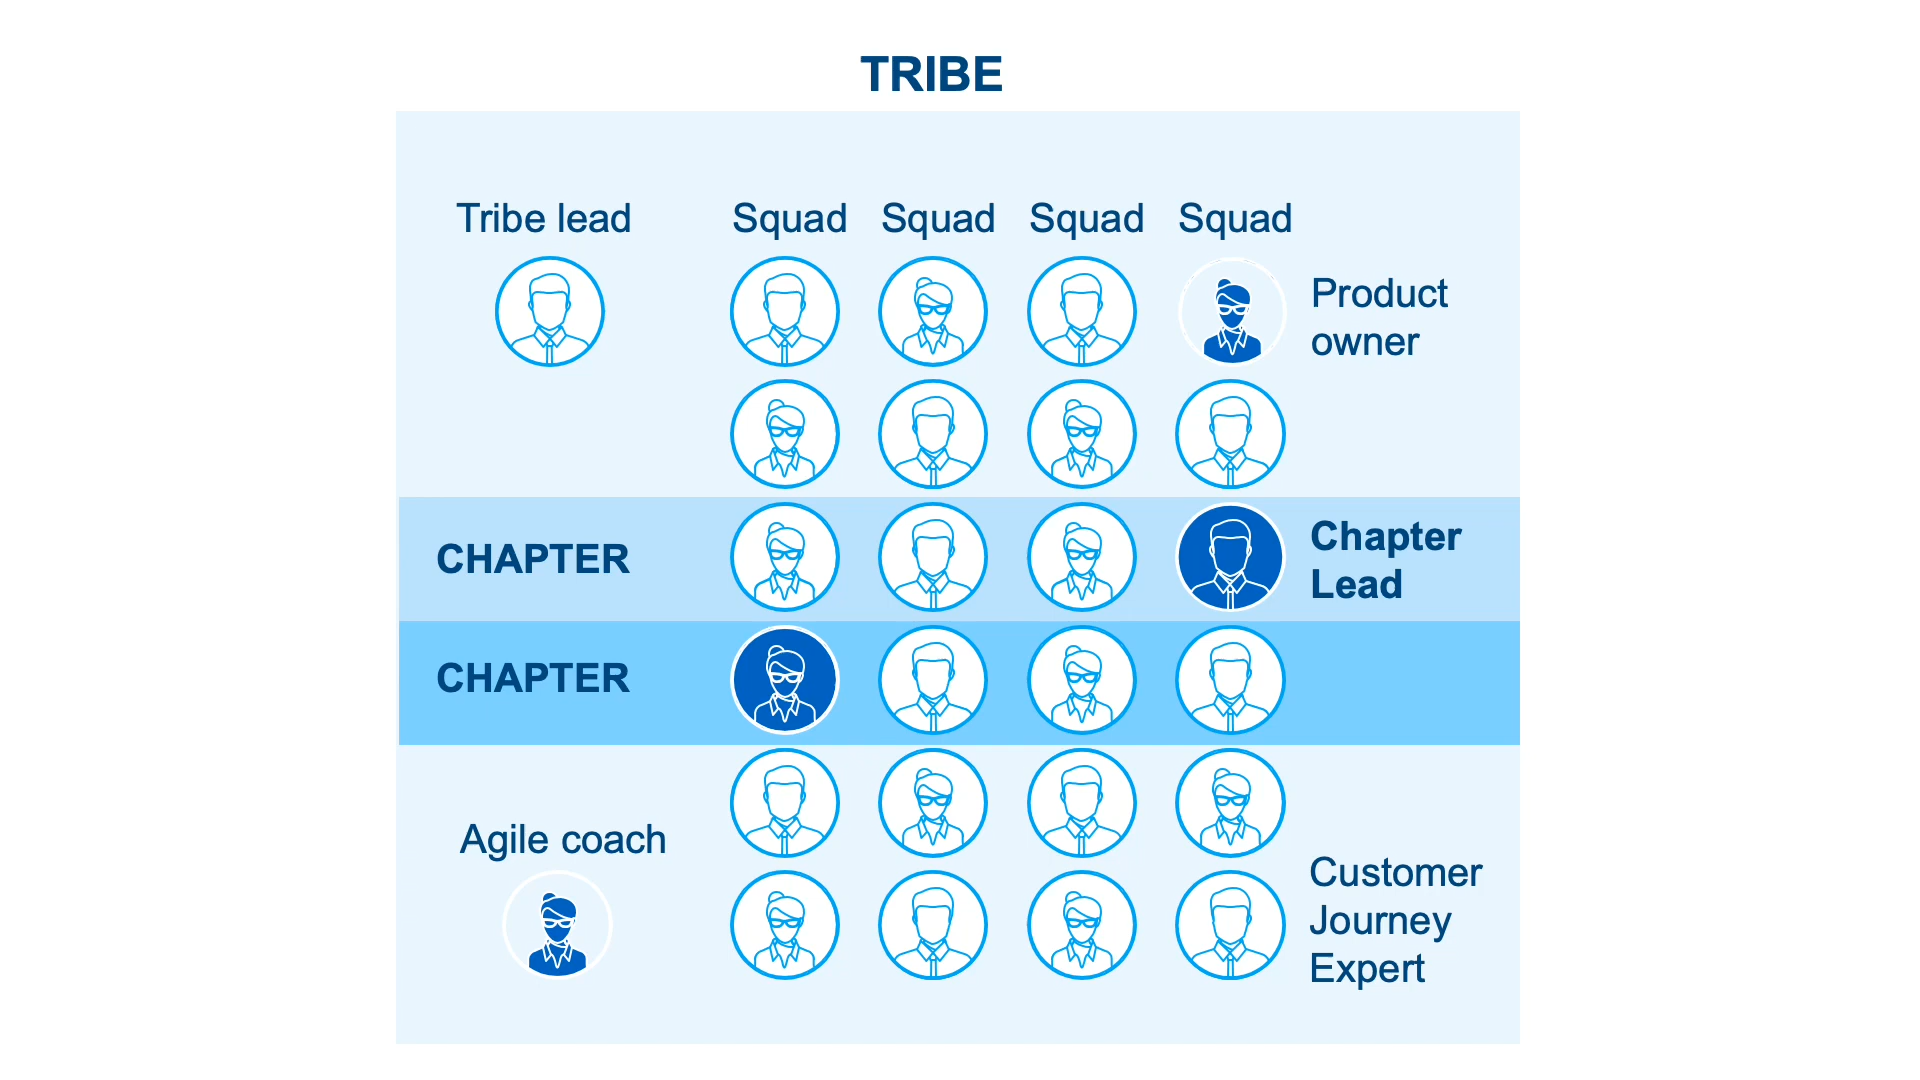 TRIBE
Tribe lead
Squad Squad Squad Squad
Product
owner
CHAPTER
Chapter
Lead
CHAPTER
Agile coach
Customer
Journey
Expert